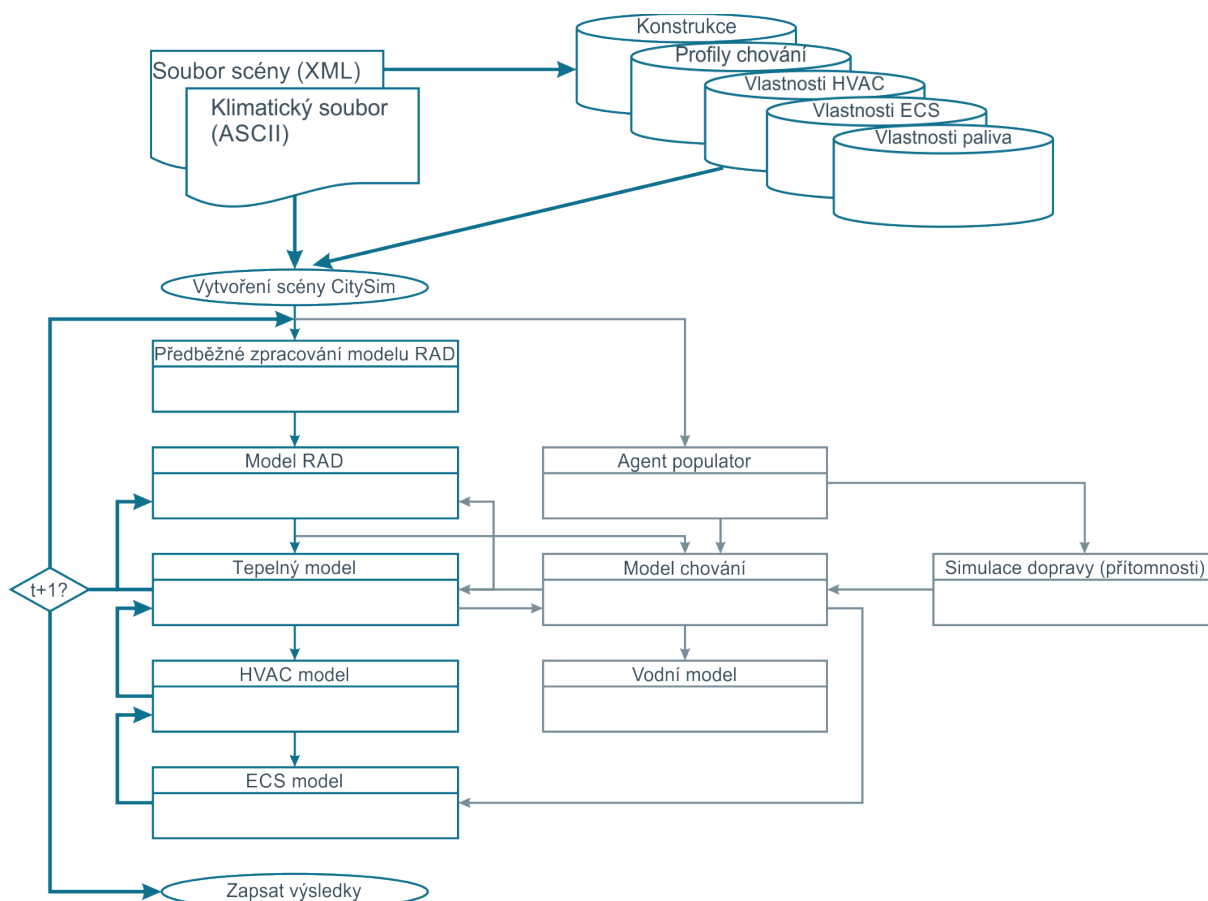 Konstrukce
Profily chování
Soubor scény (XML)
Vlastnosti HVAC
Klimatický soubor
(ASCII)
Vlastnosti ECS
Vlastnosti paliva
Vytvoření scény CitySim
Předběžné zpracování modelu RAD
Model RAD
Agent populator
t+1?
Tepelný model
Model chování
Simulace dopravy (přítomnosti)
HVAC model
Vodní model
ECS model
Zapsat výsledky